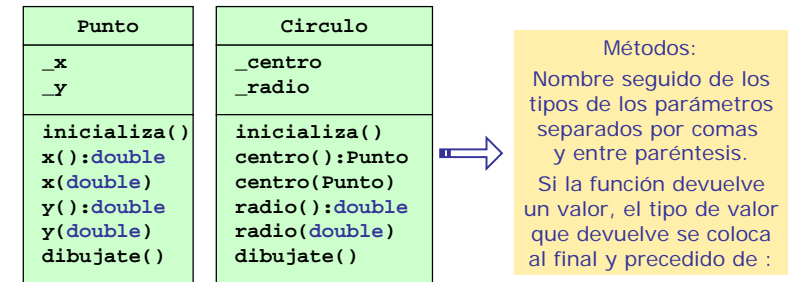 Punto
_x
_y
inicializa()
x():double
x(double)
y():double
y(double)
dibujate()
Circulo
_centro
_radio
inicializa()
centro():Punto
centro(Punto)
radio():double
radio(double)
dibujate()
Métodos:
Nombre seguido de los
tipos de los parámetros
separados por comas
y entre paréntesis.
Si la función devuelve
un valor, el tipo de valor
que devuelve se coloca
al final y precedido de :